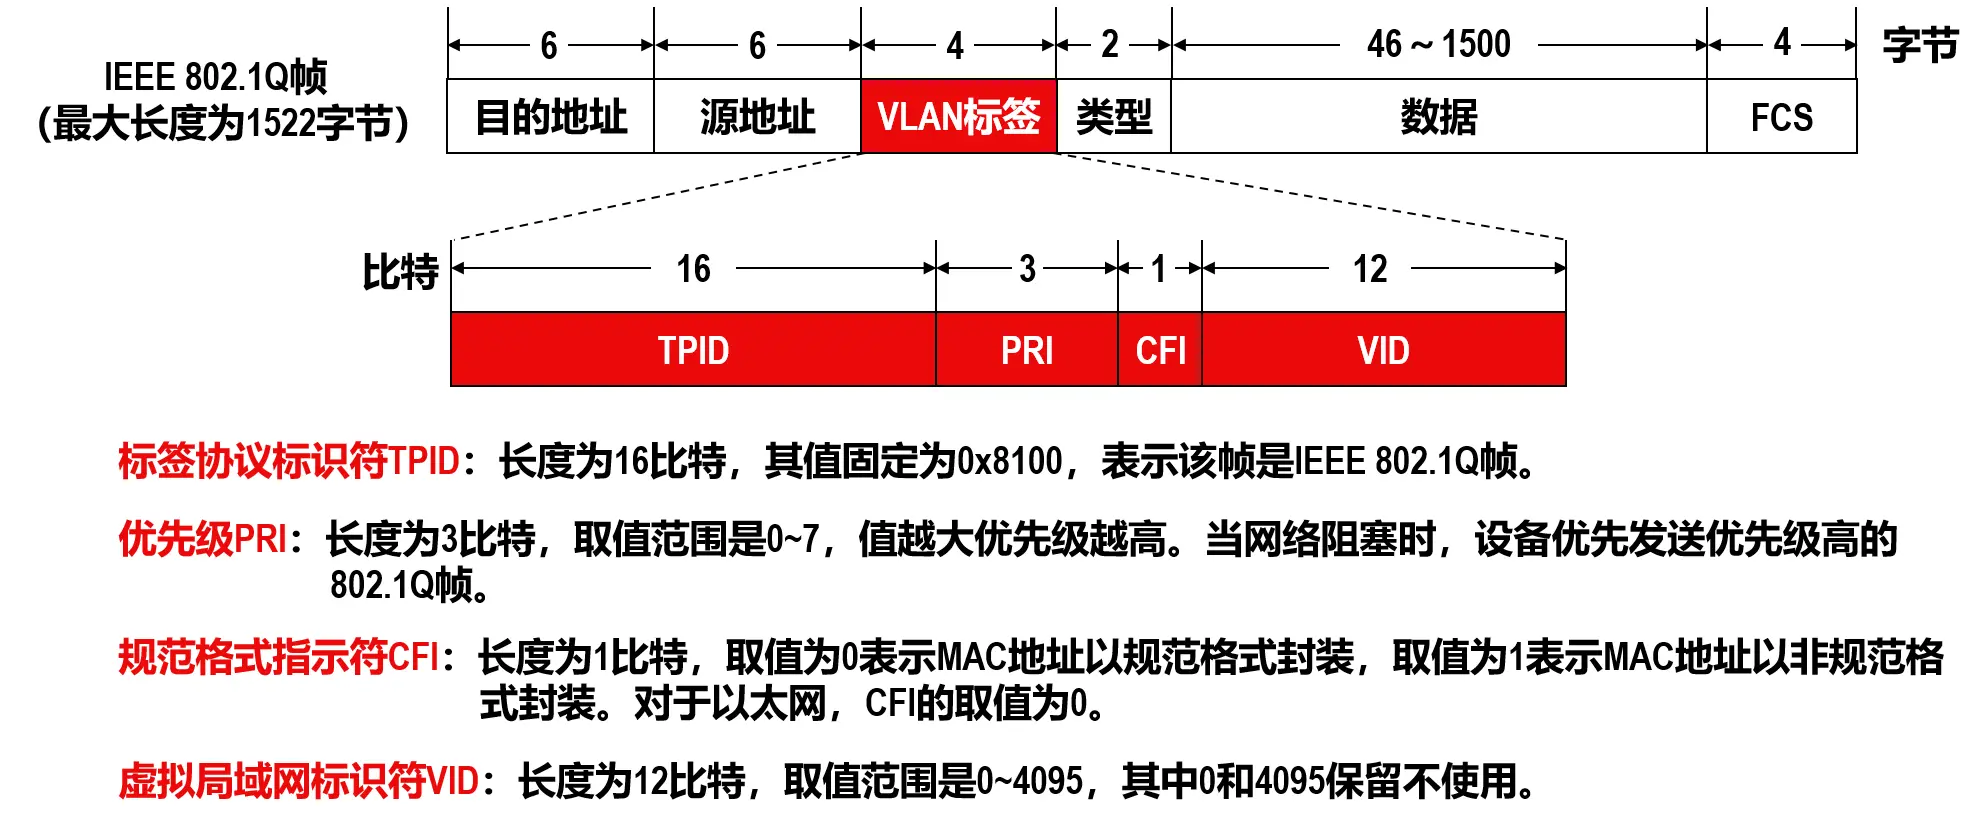 6 6 4 2 46～1500 4 字节
IEEE 802.1Q帧
（最大长度为1522字节）
目的地址 源地址 VLAN标签 类型 数据 FCS
比特 16 3 1 12
TPID PRI CFI VID
标签协议标识符TPID：长度为16比特，其值固定为0x8100，表示该帧是IEEE 802.1Q帧。
优先级PRI：长度为3比特，取值范围是0~7，值越大优先级越高。当网络阻塞时，设备优先发送优先级高的
802.1Q帧。
规范格式指示符CFI：长度为1比特，取值为0表示MAC地址以规范格式封装，取值为1表示MAC地址以非规范格
式封装。对于以太网，CFI的取值为0。
虚拟局域网标识符VID：长度为12比特，取值范围是0~4095，其中0和4095保留不使用。